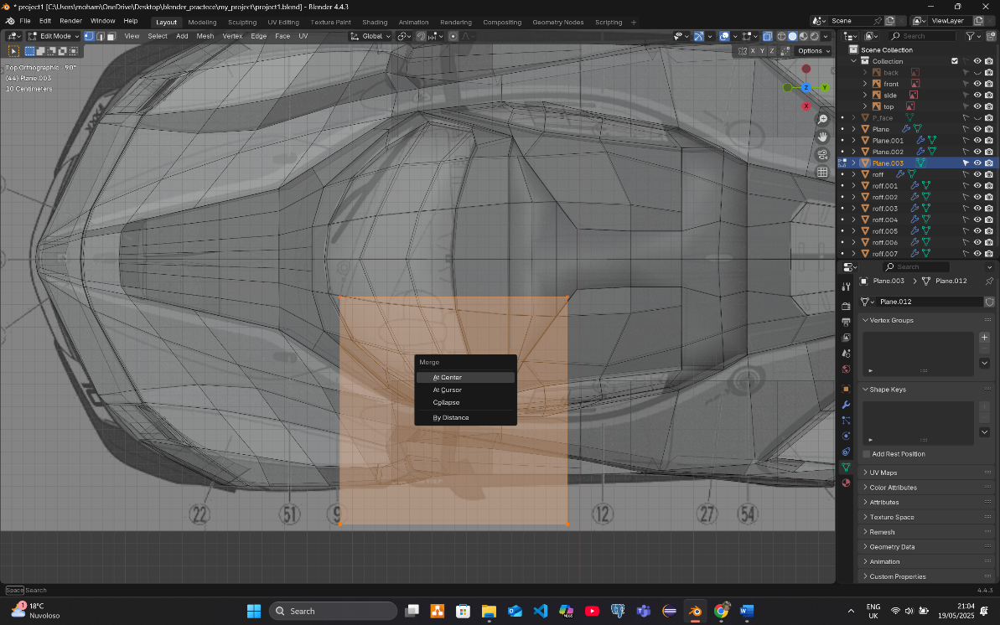 * project1 [C:\Users\moham\OneDrive\Desktop\blender_practece\my_project\project1.blend] - Blender 4.4.3
File Edit Render Window Help Layout Modeling Sculpting UV Editing Texture Paint Shading Animation Rendering Compositing Geometry Nodes Scripting + Scene ViewLayer
Edit Mode View Select Add Mesh Vertex Edge Face UV Global Search
X Y Z Options
Top Orthographic -90°
(44) Plane.003
10 Centimeters
Z Y X
Scene Collection
Collection
back
front
side
top
P_face
Plane
Plane.001
Plane.002
Plane.003
roff
roff.001
roff.002
roff.003
roff.004
roff.005
roff.006
roff.007
Search
Plane.003 > Plane.012
Plane.012
Vertex Groups
Shape Keys
Add Rest Position
UV Maps
Color Attributes
Attributes
Texture Space
Remesh
Geometry Data
Animation
Custom Properties
Merge
At Center
At Cursor
Collapse
By Distance
22 51 9 12 27 54
Space Search
4.4.3
1
18°C
Nuvoloso
Search
M365
ENG
UK
21:04
19/05/2025